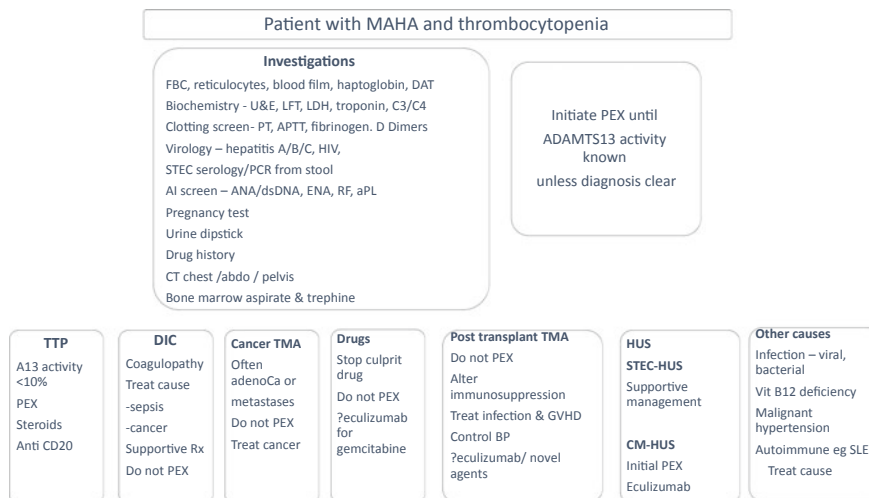 Patient with MAHA and thrombocytopenia
Investigations
FBC, reticulocytes, blood film, haptoglobin, DAT
Biochemistry - U&E, LFT, LDH, troponin, C3/C4
Clotting screen- PT, APTT, fibrinogen. D Dimers
Virology – hepatitis A/B/C, HIV,
STEC serology/PCR from stool
AI screen – ANA/dsDNA, ENA, RF, aPL
Pregnancy test
Urine dipstick
Drug history
CT chest /abdo / pelvis
Bone marrow aspirate & trephine
Initiate PEX until
ADAMTS13 activity
known
unless diagnosis clear
TTP
A13 activity
<10%
PEX
Steroids
Anti CD20
DIC
Coagulopathy
Treat cause
-sepsis
-cancer
Supportive Rx
Do not PEX
Cancer TMA
Often
adenoCa or
metastases
Do not PEX
Treat cancer
Drugs
Stop culprit
drug
Do not PEX
?eculizumab
for
gemcitabine
Post transplant TMA
Do not PEX
Alter
immunosuppression
Treat infection & GVHD
Control BP
?eculizumab/ novel
agents
HUS
STEC-HUS
Supportive
management
CM-HUS
Initial PEX
Eculizumab
Other causes
Infection – viral,
bacterial
Vit B12 deficiency
Malignant
hypertension
Autoimmune eg SLE
Treat cause